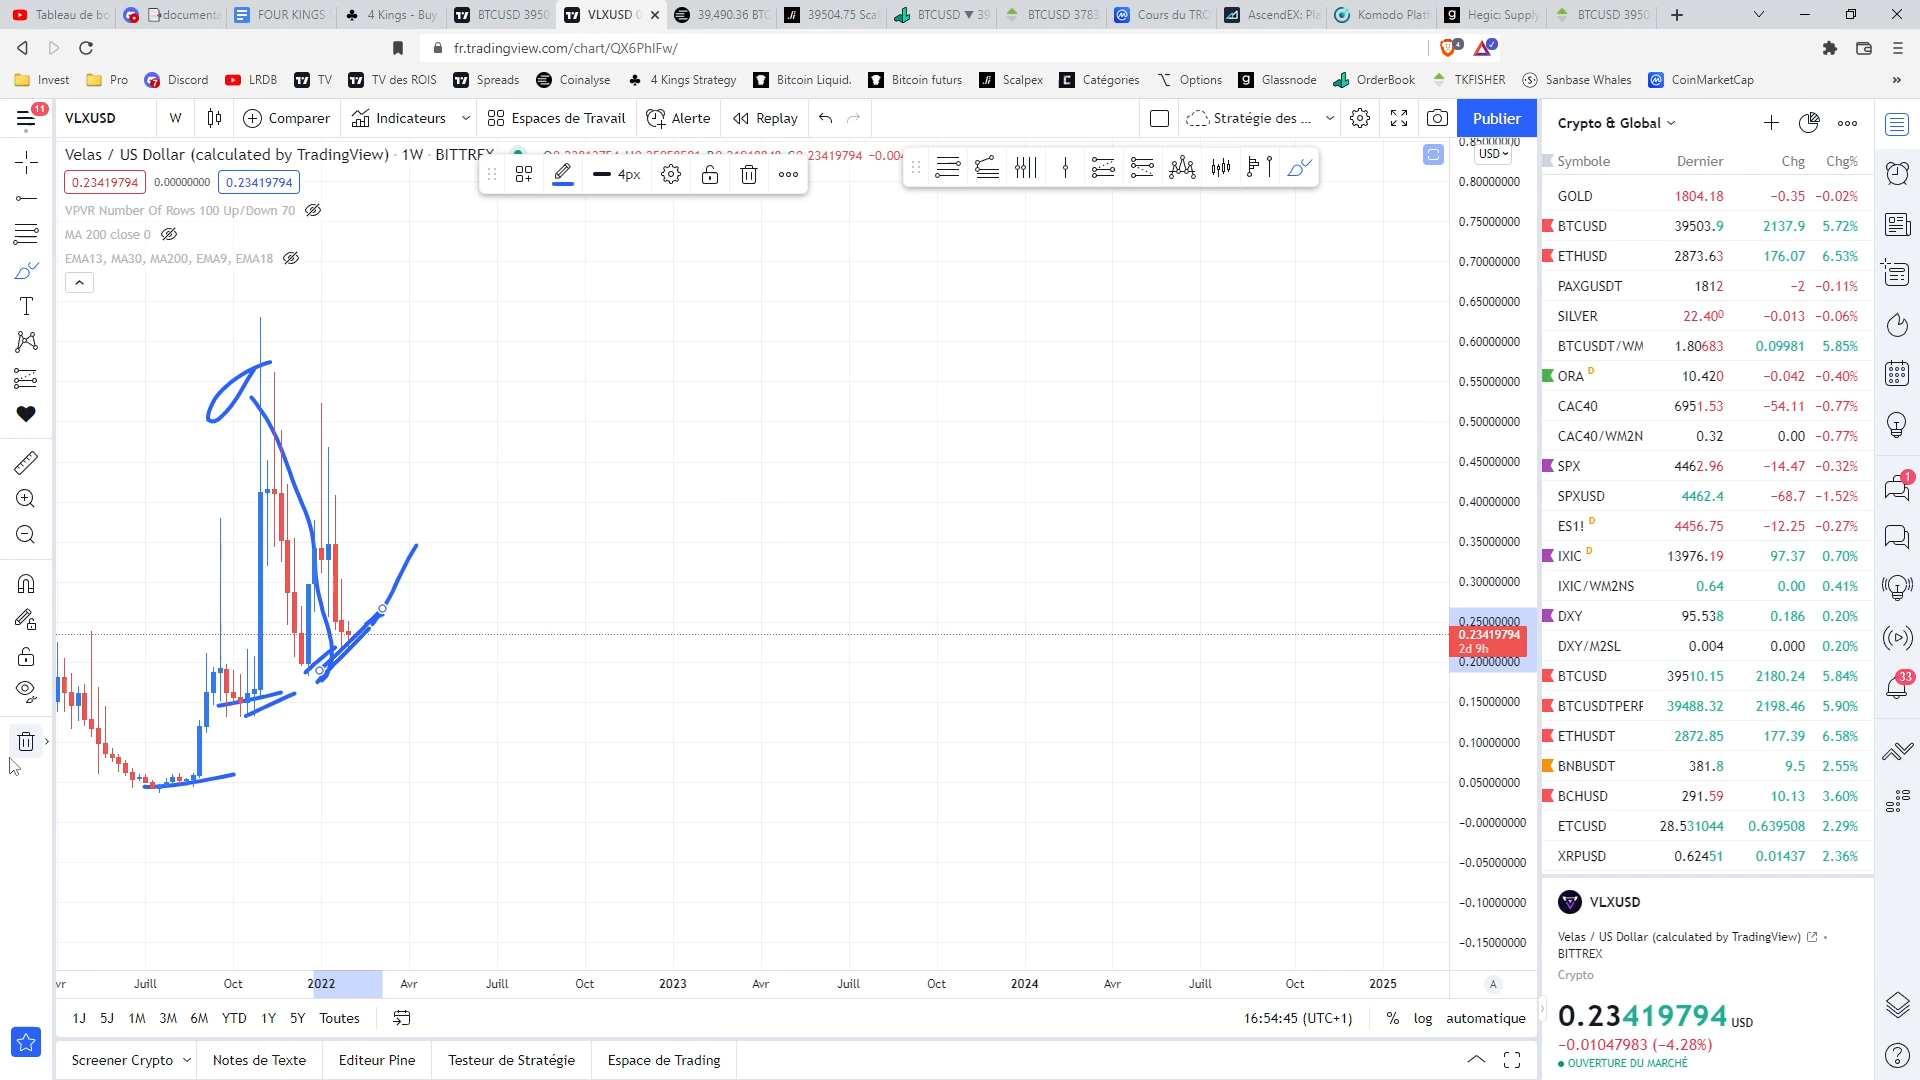 Tableau de bo
documenta
FOUR KINGS
4 Kings - Buy
BTCUSD 3950
VLXUSD
39,490.36 BTC
39504.75 Scal
BTCUSD ▼ 39
BTCUSD 3783
Cours du TRO
AscendEX: Pla
Komodo Platf
Hegic: Supply
BTCUSD 3950
fr.tradingview.com/chart/QX6PhIFw/
4
Invest
Pro
Discord
LRDB
TV
TV des ROIS
Spreads
Coinalyse
4 Kings Strategy
Bitcoin Liquid.
Bitcoin futurs
Scalpex
Catégories
Options
Glassnode
OrderBook
TKFISHER
Sanbase Whales
CoinMarketCap
»
11
VLXUSD
W
Comparer
Indicateurs
Espaces de Travail
Alerte
Replay
Stratégie des ...
Publier
Velas / US Dollar (calculated by TradingView) · 1W · BITTREX
0.23419794
0.00000000
0.23419794
VPVR Number Of Rows 100 Up/Down 70
MA 200 close 0
EMA13, MA30, MA200, EMA9, EMA18
4px
USD
0.85000000
0.80000000
0.75000000
0.70000000
0.65000000
0.60000000
0.55000000
0.50000000
0.45000000
0.40000000
0.35000000
0.30000000
0.25000000
0.23419794
2d 9h
0.20000000
0.15000000
0.10000000
0.05000000
−0.00000000
−0.05000000
−0.10000000
−0.15000000
vr
Juill
Oct
2022
Avr
Juill
Oct
2023
Avr
Juill
Oct
2024
Avr
Juill
Oct
2025
A
1J 5J 1M 3M 6M YTD 1Y 5Y Toutes
16:54:45 (UTC+1)
% log automatique
Screener Crypto
Notes de Texte
Editeur Pine
Testeur de Stratégie
Espace de Trading
Crypto & Global
Symbole Dernier Chg Chg%
GOLD 1804.18 −0.35 −0.02%
BTCUSD 39503.9 2137.9 5.72%
ETHUSD 2873.63 176.07 6.53%
PAXGUSDT 1812 −2 −0.11%
SILVER 22.400 −0.013 −0.06%
BTCUSDT/WM 1.80683 0.09981 5.85%
ORA D 10.420 −0.042 −0.40%
CAC40 6951.53 −54.11 −0.77%
CAC40/WM2N 0.32 0.00 −0.77%
SPX 4462.96 −14.47 −0.32%
SPXUSD 4462.4 −68.7 −1.52%
ES1! D 4456.75 −12.25 −0.27%
IXIC D 13976.19 97.37 0.70%
IXIC/WM2NS 0.64 0.00 0.41%
DXY 95.538 0.186 0.20%
DXY/M2SL 0.004 0.000 0.20%
BTCUSD 39510.15 2180.24 5.84%
BTCUSDTPERF 39488.32 2198.46 5.90%
ETHUSDT 2872.85 177.39 6.58%
BNBUSDT 381.8 9.5 2.55%
BCHUSD 291.59 10.13 3.60%
ETCUSD 28.531044 0.639508 2.29%
XRPUSD 0.62451 0.01437 2.36%
VLXUSD
Velas / US Dollar (calculated by TradingView)
BITTREX
Crypto
0.23419794 USD
−0.01047983 (−4.28%)
OUVERTURE DU MARCHÉ
1
33